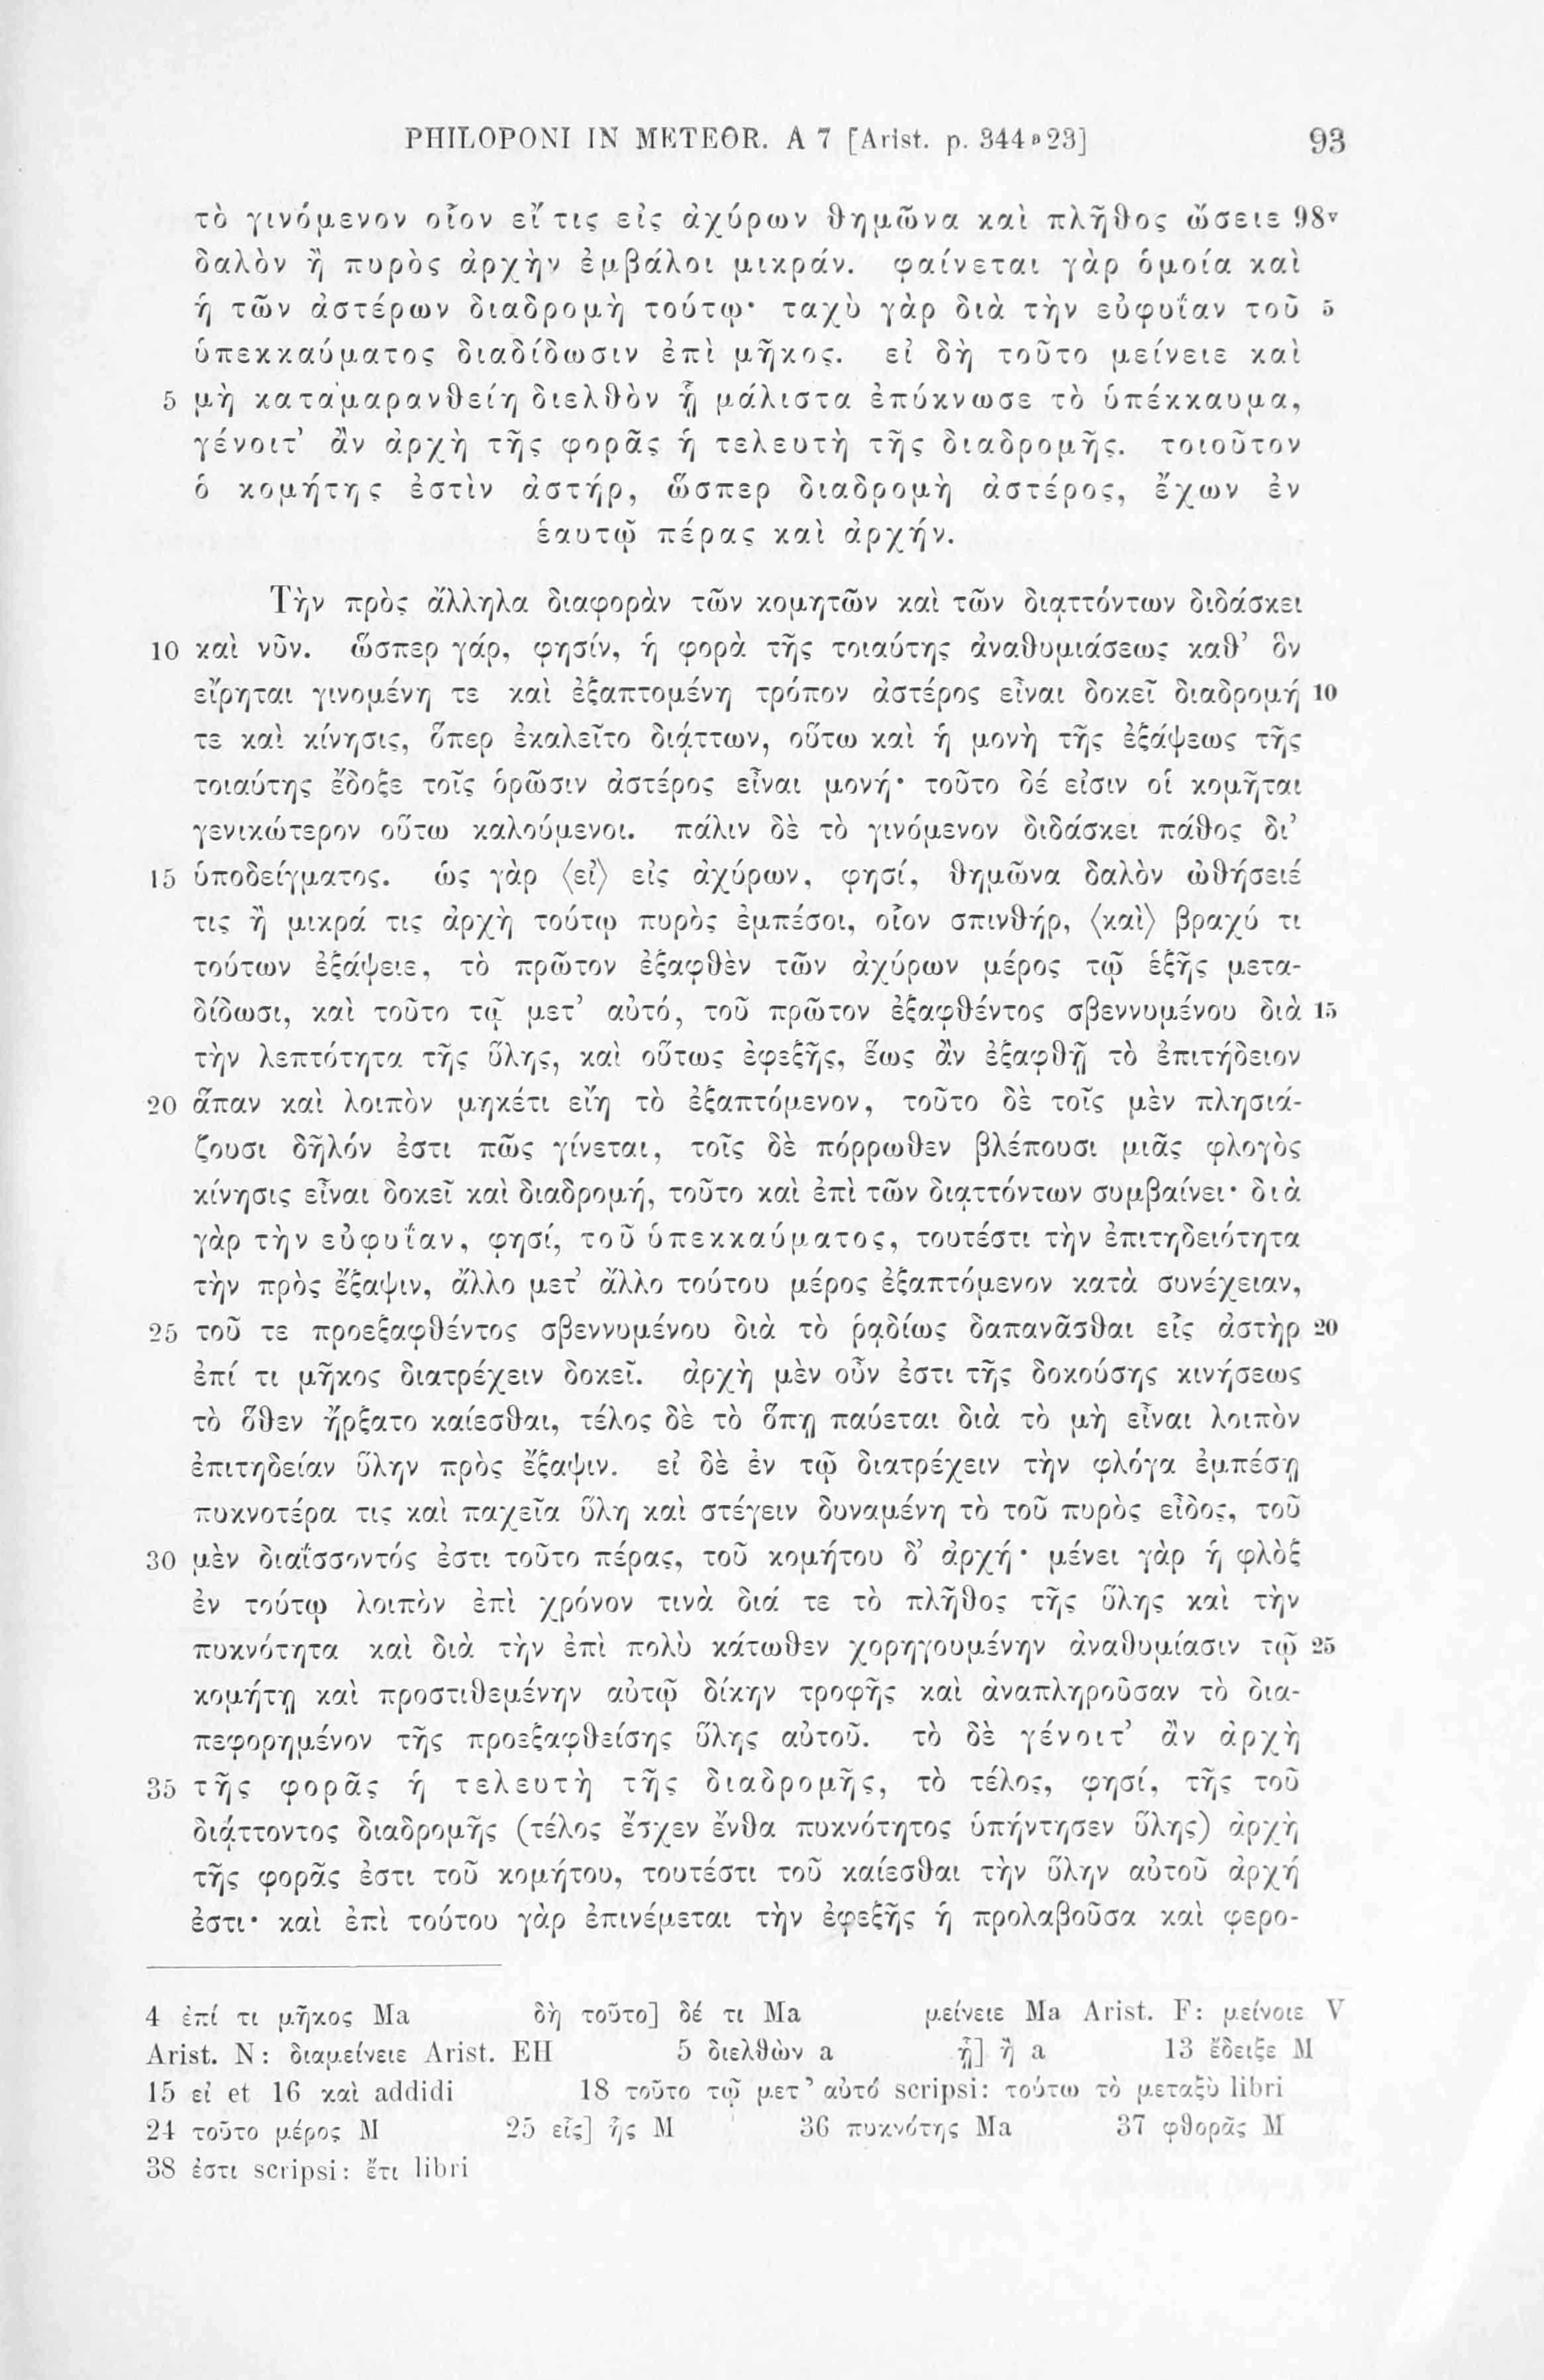 PHILOPONI IN METEOR. A 7 [Arist. p. 344a23] 93
τὸ γινόμενον οἷον εἴ τις εἰς ἀχύρων θημῶνα καὶ πλῆθος ὤσειε 98v
δαλὸν ἢ πυρὸς ἀρχὴν ἐμβάλοι μικράν. φαίνεται γὰρ ὁμοία καὶ
ἡ τῶν ἀστέρων διαδρομὴ τούτῳ· ταχὺ γὰρ διὰ τὴν εὐφυΐαν τοῦ 5
ὑπεκκαύματος διαδίδωσιν ἐπὶ μῆκος. εἰ δὴ τοῦτο μείνειε καὶ
5 μὴ καταμαρανθείη διελθὸν ᾗ μάλιστα ἐπύκνωσε τὸ ὑπέκκαυμα,
γένοιτ’ ἂν ἀρχὴ τῆς φορᾶς ἡ τελευτὴ τῆς διαδρομῆς. τοιοῦτον
ὁ κομήτης ἐστὶν ἀστήρ, ὥσπερ διαδρομὴ ἀστέρος, ἔχων ἐν
ἑαυτῷ πέρας καὶ ἀρχήν.
Τὴν πρὸς ἄλληλα διαφορὰν τῶν κομητῶν καὶ τῶν διᾳττόντων διδάσκει
10 καὶ νῦν. ὥσπερ γάρ, φησίν, ἡ φορὰ τῆς τοιαύτης ἀναθυμιάσεως καθ’ ὃν
εἴρηται γινομένη τε καὶ ἐξαπτομένη τρόπον ἀστέρος εἶναι δοκεῖ διαδρομή 10
τε καὶ κίνησις, ὅπερ ἐκαλεῖτο διᾴττων, οὕτω καὶ ἡ μονὴ τῆς ἐξάψεως τῆς
τοιαύτης ἔδοξε τοῖς ὁρῶσιν ἀστέρος εἶναι μονή· τοῦτο δέ εἰσιν οἱ κομῆται
γενικώτερον οὕτω καλούμενοι. πάλιν δὲ τὸ γινόμενον διδάσκει πάθος δι’
15 ὑποδείγματος. ὡς γὰρ ⟨εἰ⟩ εἰς ἀχύρων, φησί, θημῶνα δαλὸν ὠθήσειέ
τις ἢ μικρά τις ἀρχὴ τούτῳ πυρὸς ἐμπέσοι, οἷον σπινθήρ, ⟨καὶ⟩ βραχύ τι
τούτων ἐξάψειε, τὸ πρῶτον ἐξαφθὲν τῶν ἀχύρων μέρος τῷ ἑξῆς μετα-
δίδωσι, καὶ τοῦτο τῷ μετ’ αὐτό, τοῦ πρῶτον ἐξαφθέντος σβεννυμένου διὰ 15
τὴν λεπτότητα τῆς ὕλης, καὶ οὕτως ἐφεξῆς, ἕως ἂν ἐξαφθῇ τὸ ἐπιτήδειον
20 ἅπαν καὶ λοιπὸν μηκέτι εἴη τὸ ἐξαπτόμενον, τοῦτο δὲ τοῖς μὲν πλησιά-
ζουσι δῆλόν ἐστι πῶς γίνεται, τοῖς δὲ πόρρωθεν βλέπουσι μιᾶς φλογὸς
κίνησις εἶναι δοκεῖ καὶ διαδρομή, τοῦτο καὶ ἐπὶ τῶν διᾳττόντων συμβαίνει· διὰ
γὰρ τὴν εὐφυΐαν, φησί, τοῦ ὑπεκκαύματος, τουτέστι τὴν ἐπιτηδειότητα
τὴν πρὸς ἔξαψιν, ἄλλο μετ’ ἄλλο τούτου μέρος ἐξαπτόμενον κατὰ συνέχειαν,
25 τοῦ τε προεξαφθέντος σβεννυμένου διὰ τὸ ῥᾳδίως δαπανᾶσθαι εἷς ἀστὴρ 20
ἐπί τι μῆκος διατρέχειν δοκεῖ. ἀρχὴ μὲν οὖν ἐστι τῆς δοκούσης κινήσεως
τὸ ὅθεν ἤρξατο καίεσθαι, τέλος δὲ τὸ ὅπῃ παύεται διὰ τὸ μὴ εἶναι λοιπὸν
ἐπιτηδείαν ὕλην πρὸς ἔξαψιν. εἰ δὲ ἐν τῷ διατρέχειν τὴν φλόγα ἐμπέσῃ
πυκνοτέρα τις καὶ παχεῖα ὕλη καὶ στέγειν δυναμένη τὸ τοῦ πυρὸς εἶδος, τοῦ
30 μὲν διαΐσσοντός ἐστι τοῦτο πέρας, τοῦ κομήτου δ’ ἀρχή· μένει γὰρ ἡ φλὸξ
ἐν τούτῳ λοιπὸν ἐπὶ χρόνον τινὰ διά τε τὸ πλῆθος τῆς ὕλης καὶ τὴν
πυκνότητα καὶ διὰ τὴν ἐπὶ πολὺ κάτωθεν χορηγουμένην ἀναθυμίασιν τῷ 25
κομήτῃ καὶ προστιθεμένην αὐτῷ δίκην τροφῆς καὶ ἀναπληροῦσαν τὸ δια-
πεφορημένον τῆς προεξαφθείσης ὕλης αὐτοῦ. τὸ δὲ γένοιτ’ ἂν ἀρχὴ
35 τῆς φορᾶς ἡ τελευτὴ τῆς διαδρομῆς, τὸ τέλος, φησί, τῆς τοῦ
διᾴττοντος διαδρομῆς (τέλος ἔσχεν ἔνθα πυκνότητος ὑπήντησεν ὕλης) ἀρχὴ
τῆς φορᾶς ἐστι τοῦ κομήτου, τουτέστι τοῦ καίεσθαι τὴν ὕλην αὐτοῦ ἀρχή
ἐστι· καὶ ἐπὶ τούτου γὰρ ἐπινέμεται τὴν ἐφεξῆς ἡ προλαβοῦσα καὶ φερο-
4 ἐπί τι μῆκος Ma δὴ τοῦτο] δέ τι Ma μείνειε Ma Arist. F: μείνοιε V
Arist. N: διαμείνειε Arist. EH 5 διελθὼν a ᾗ] ἢ a 13 ἔδειξε M
15 εἰ et 16 καὶ addidi 18 τοῦτο τῷ μετ’ αὐτό scripsi: τούτω τὸ μεταξὺ libri
24 τοῦτο μέρος M 25 εἷς] ἧς M 36 πυκνότης Ma 37 φθορᾶς M
38 ἐστι scripsi: ἔτι libri